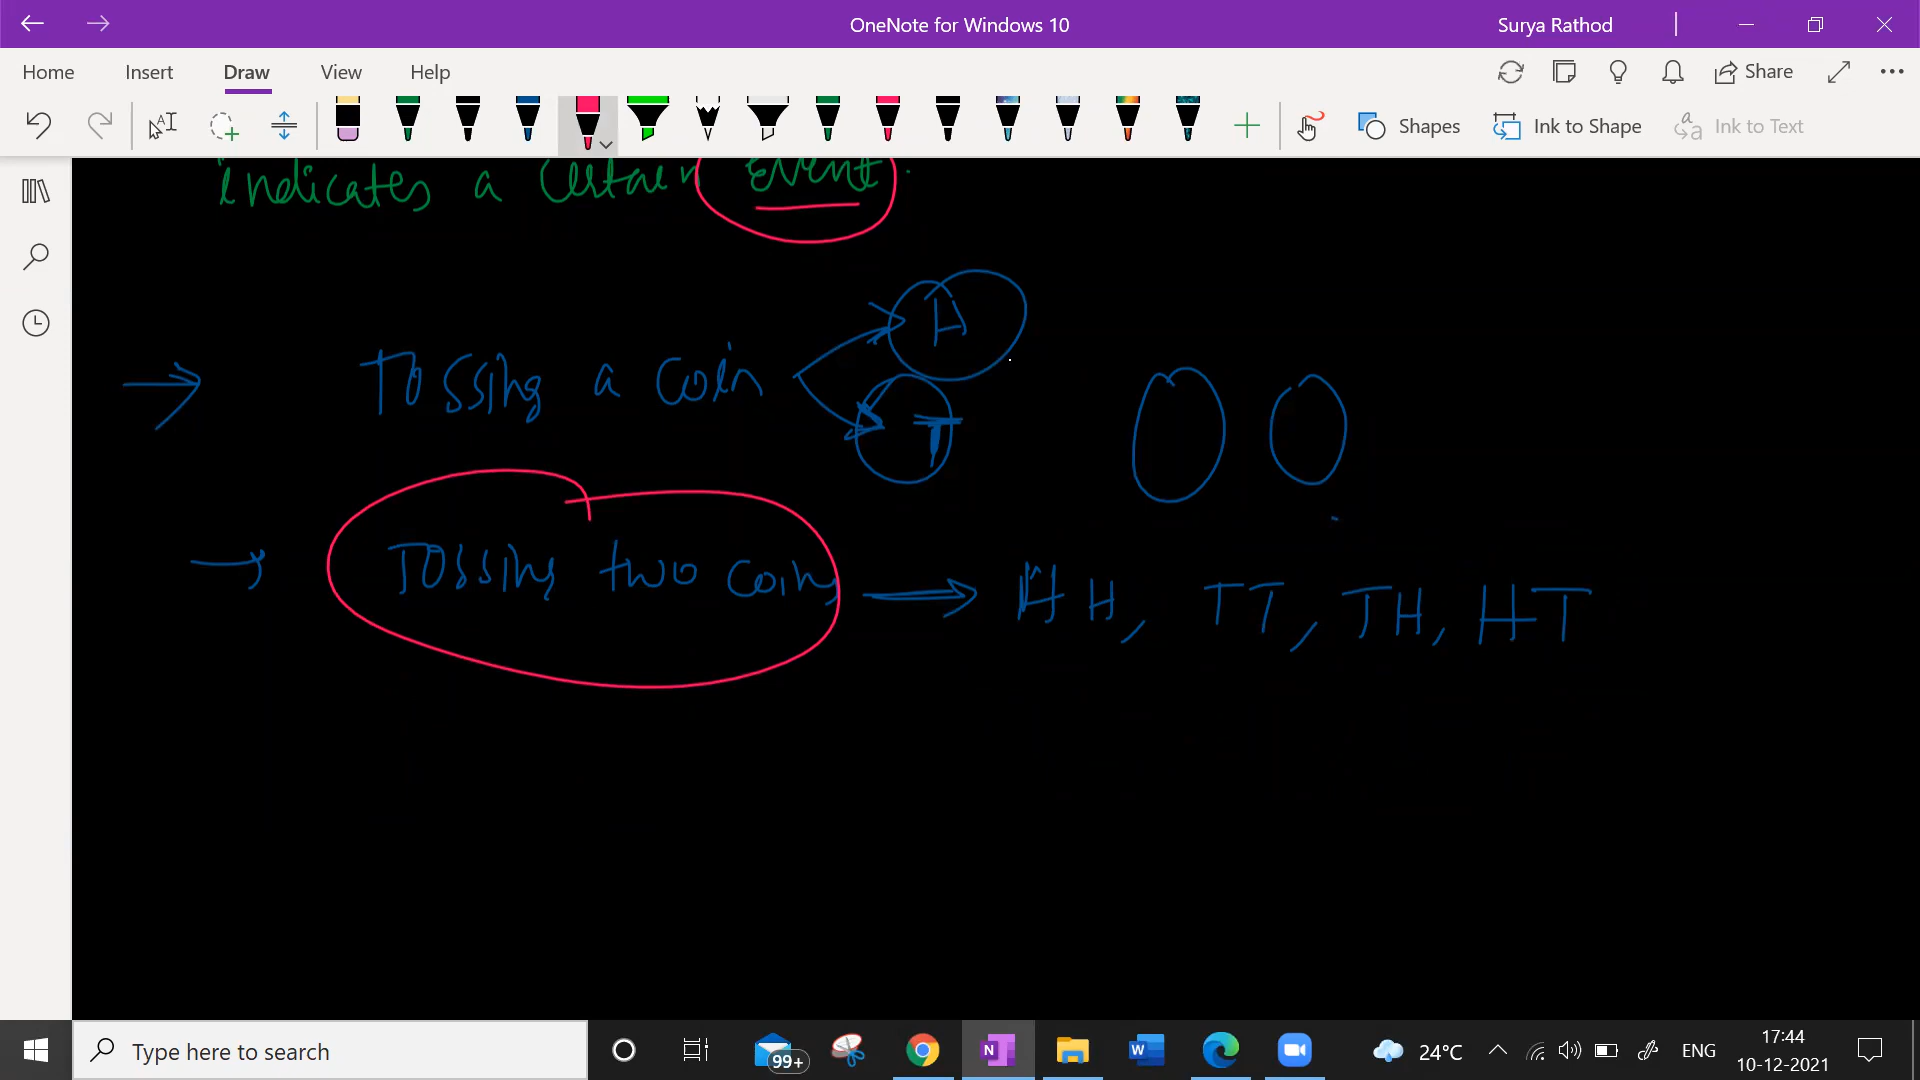 OneNote for Windows 10 Surya Rathod
Home Insert Draw View Help Share
Shapes Ink to Shape Ink to Text
indicates a certain event.
Tossing a coin H
T
Tossing two coins HH, TT, TH, HT
Type here to search 99+ 24°C ENG 17:44
10-12-2021